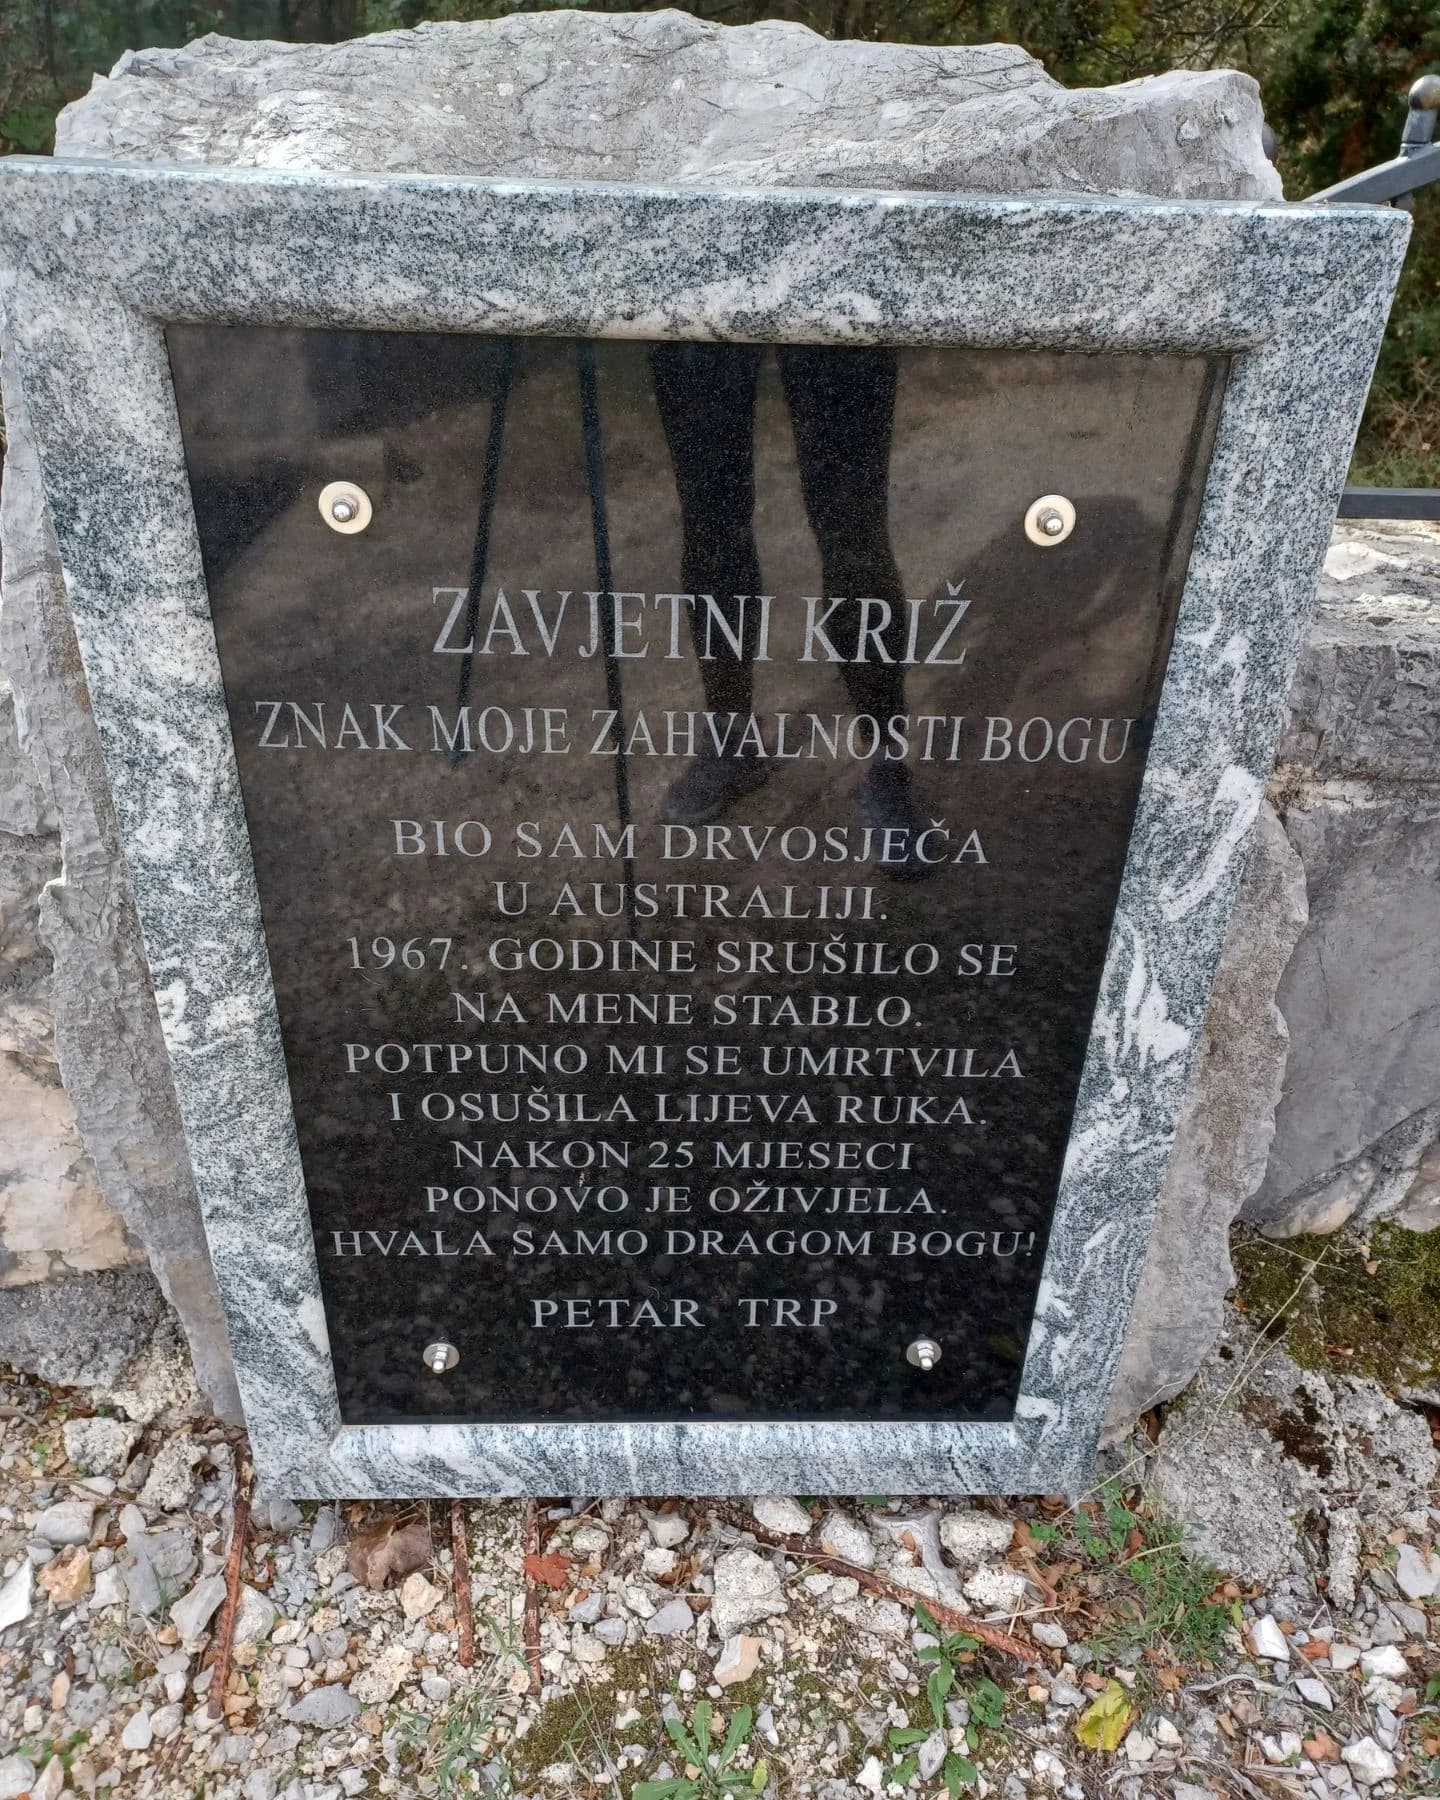 ZAVJETNI KRIŽ
ZNAK MOJE ZAHVALNOSTI BOGU
BIO SAM DRVOSJEČA
U AUSTRALIJI.
1967. GODINE SRUŠILO SE
NA MENE STABLO.
POTPUNO MI SE UMRTVILA
I OSUŠILA LIJEVA RUKA.
NAKON 25 MJESECI
PONOVO JE OŽIVJELA.
HVALA SAMO DRAGOM BOGU!
PETAR TRP